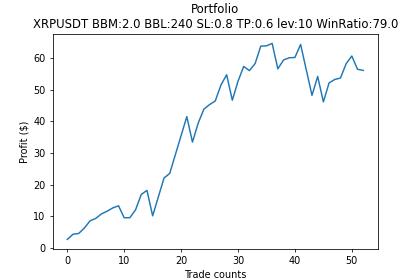 Portfolio
XRPUSDT BBM:2.0 BBL:240 SL:0.8 TP:0.6 lev:10 WinRatio:79.0
Profit ($)
60
50
40
30
20
10
0
0 10 20 30 40 50
Trade counts